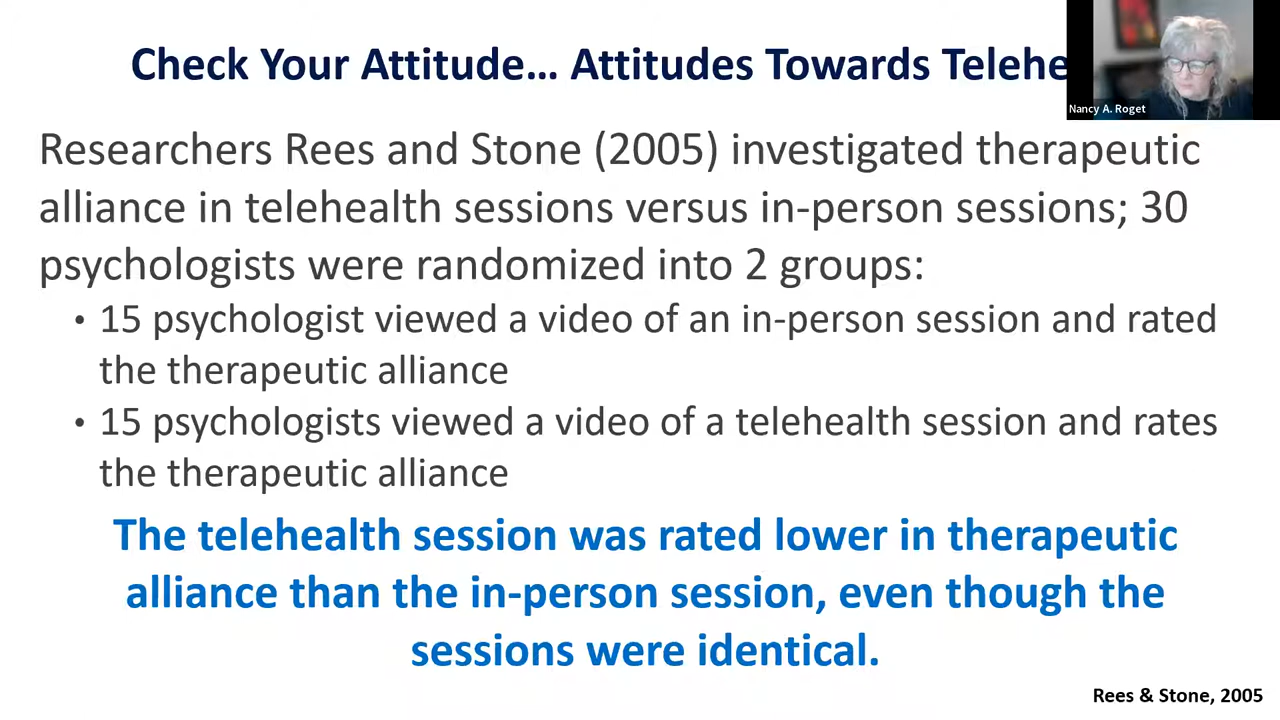 Check Your Attitude... Attitudes Towards Telehe
Nancy A. Roget
Researchers Rees and Stone (2005) investigated therapeutic
alliance in telehealth sessions versus in-person sessions; 30
psychologists were randomized into 2 groups:
• 15 psychologist viewed a video of an in-person session and rated
the therapeutic alliance
• 15 psychologists viewed a video of a telehealth session and rates
the therapeutic alliance
The telehealth session was rated lower in therapeutic
alliance than the in-person session, even though the
sessions were identical.
Rees & Stone, 2005